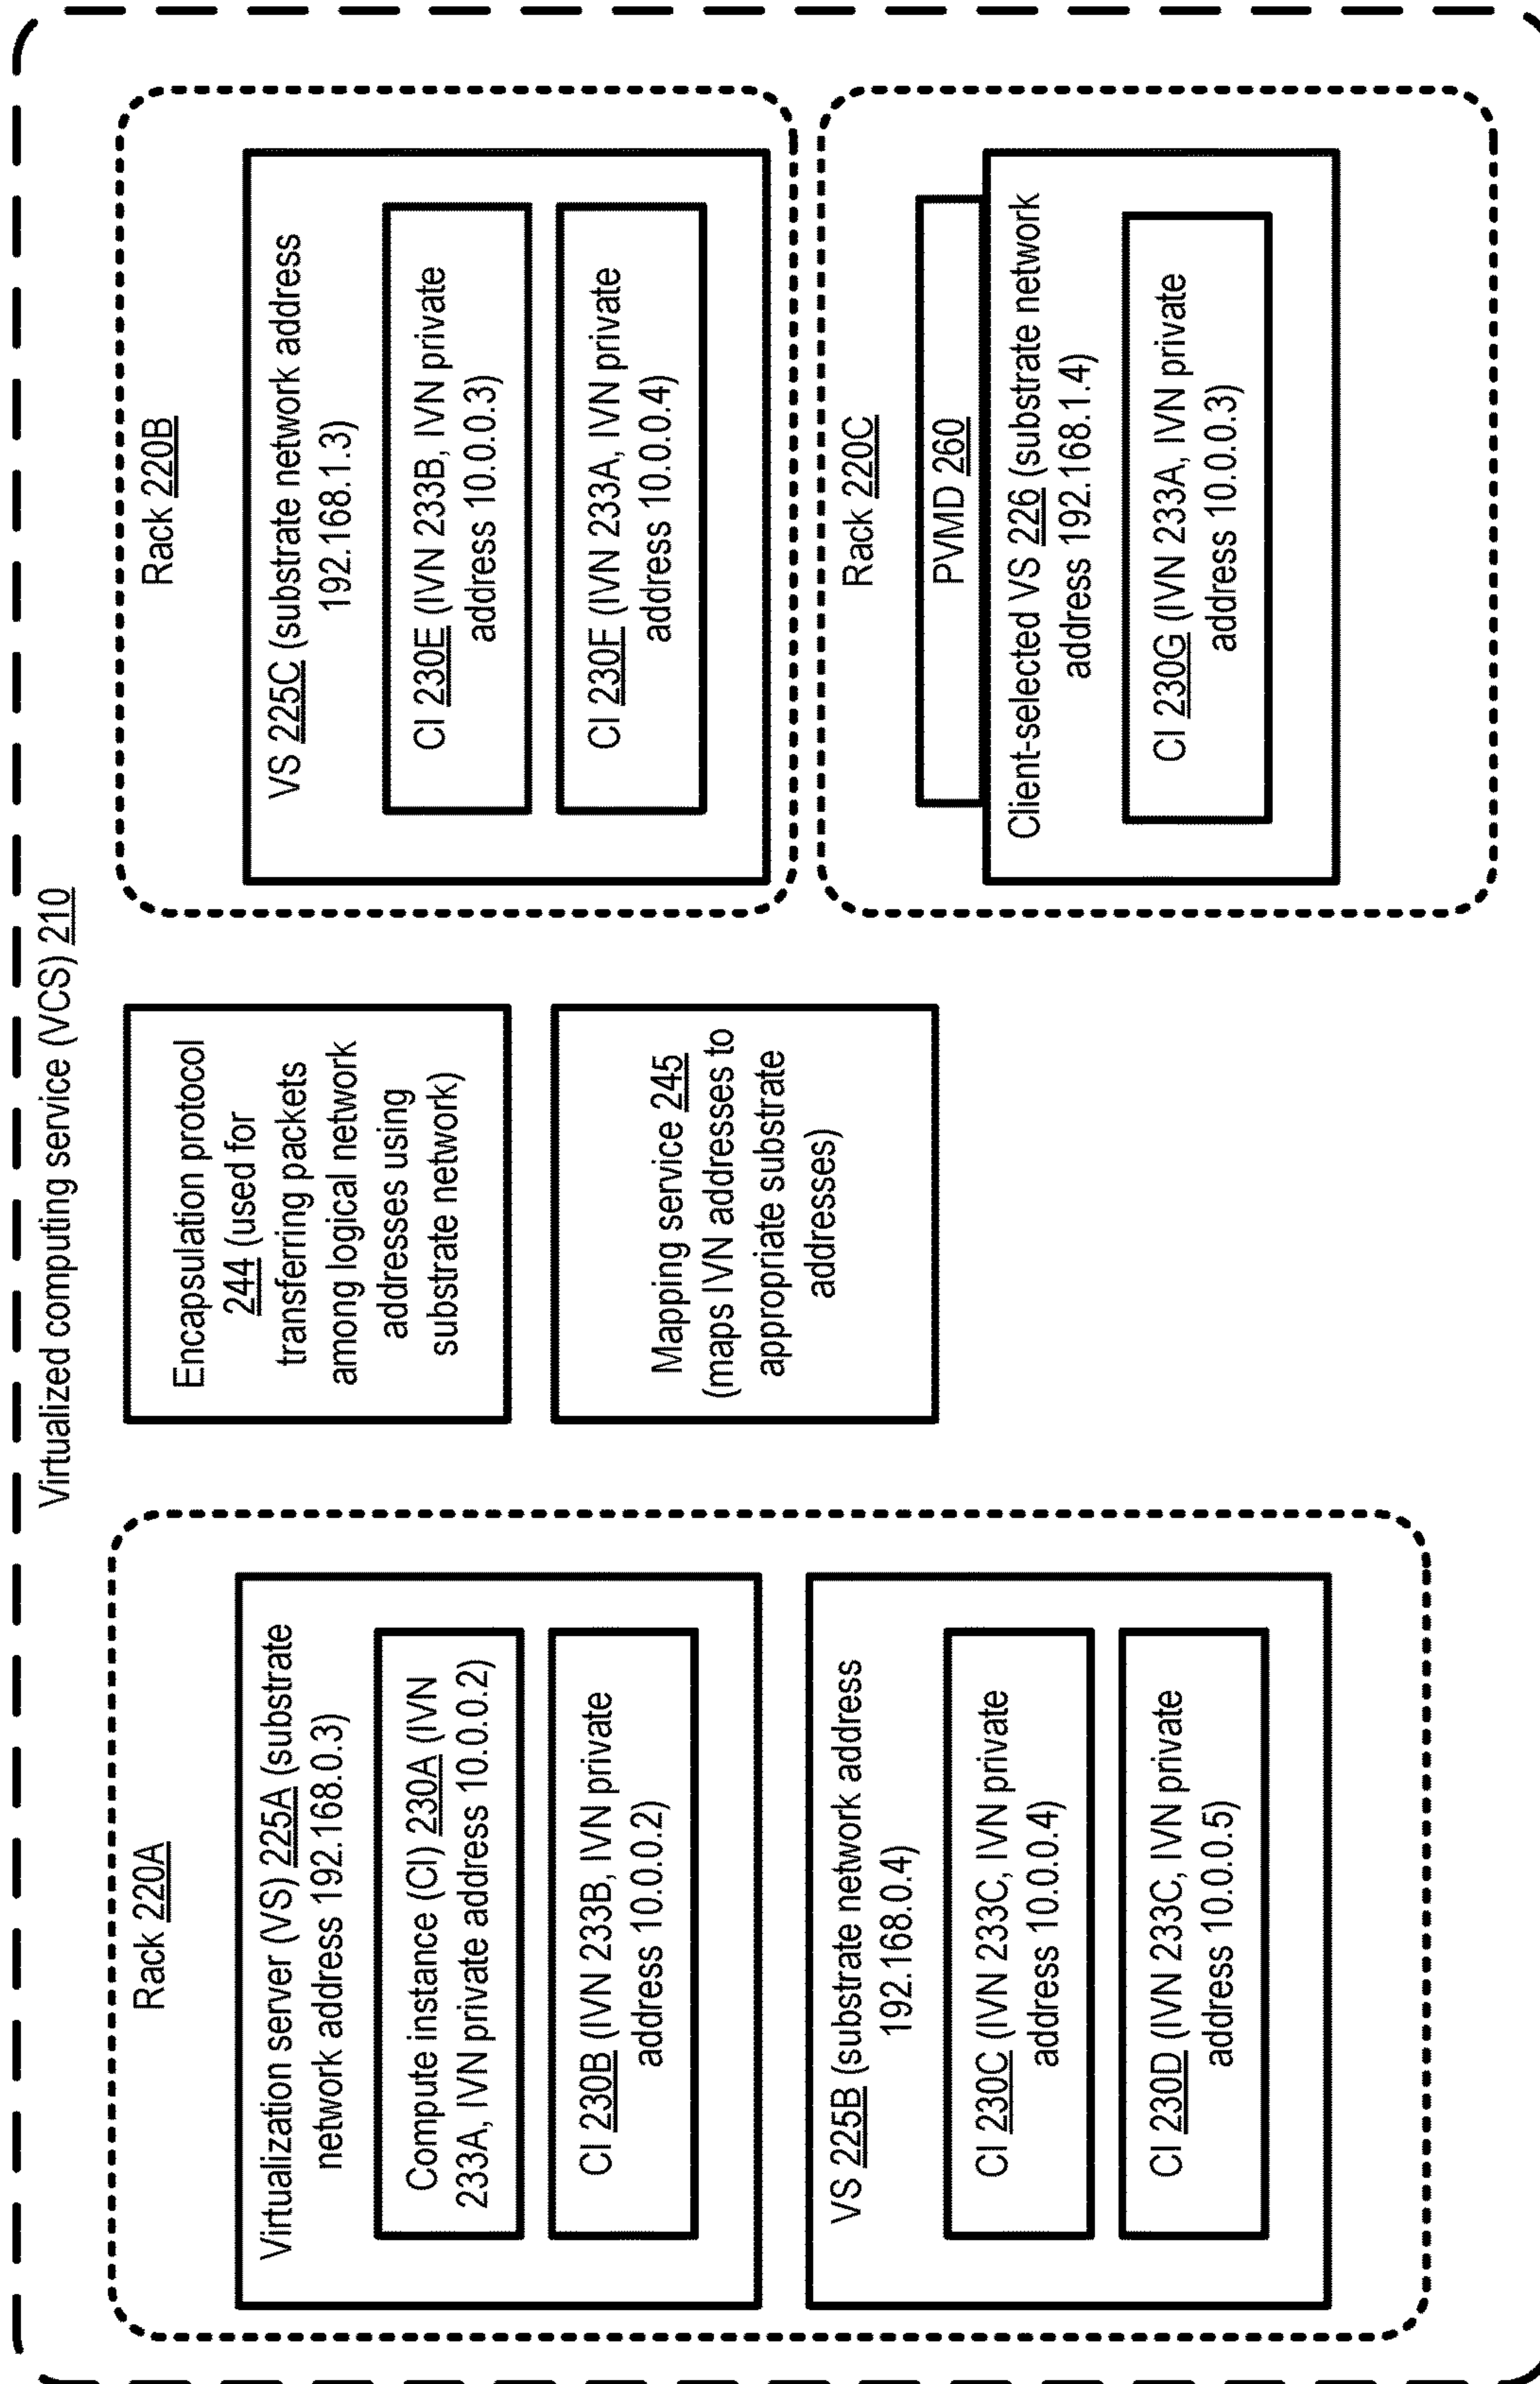 Virtualized computing service (VCS) 210
Rack 220A
Virtualization server (VS) 225A (substrate
network address 192.168.0.3)
Compute instance (CI) 230A (IVN
233A, IVN private address 10.0.0.2)
CI 230B (IVN 233B, IVN private
address 10.0.0.2)
VS 225B (substrate network address
192.168.0.4)
CI 230C (IVN 233C, IVN private
address 10.0.0.4)
CI 230D (IVN 233C, IVN private
address 10.0.0.5)
Encapsulation protocol
244 (used for
transferring packets
among logical network
addresses using
substrate network)
Mapping service 245
(maps IVN addresses to
appropriate substrate
addresses)
Rack 220B
VS 225C (substrate network address
192.168.1.3)
CI 230E (IVN 233B, IVN private
address 10.0.0.3)
CI 230F (IVN 233A, IVN private
address 10.0.0.4)
Rack 220C
PVMD 260
Client-selected VS 226 (substrate network
address 192.168.1.4)
CI 230G (IVN 233A, IVN private
address 10.0.0.3)